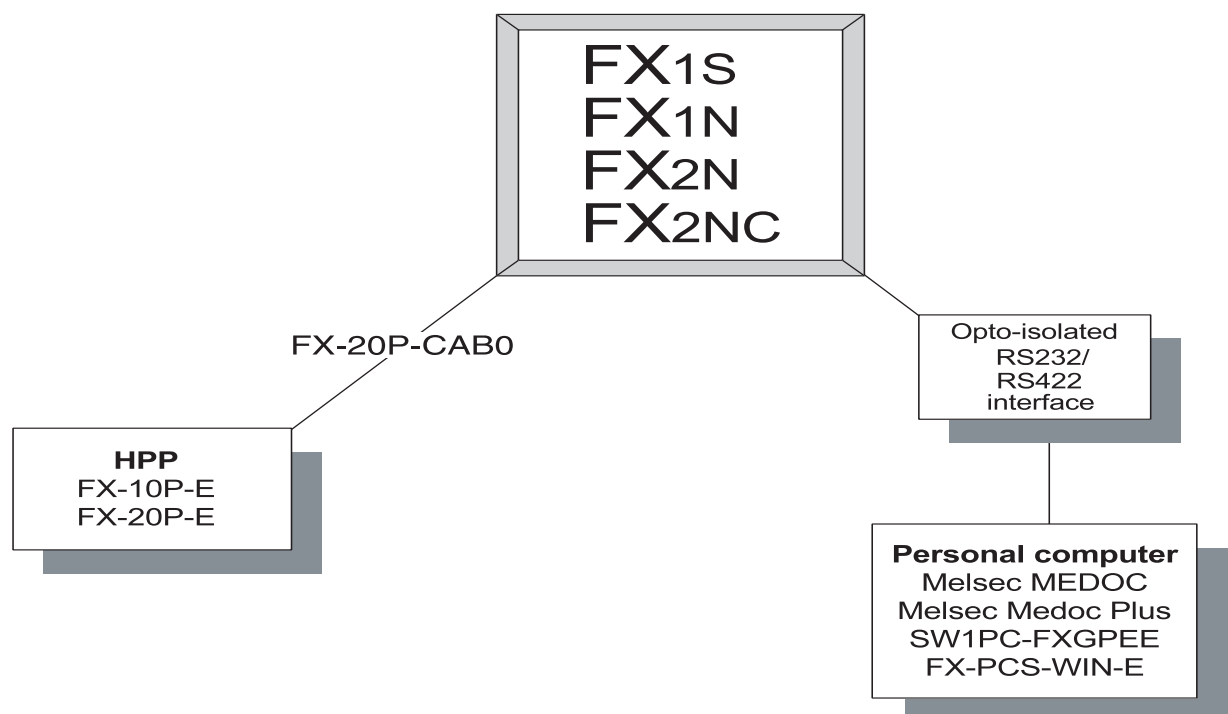 FX1S
FX1N
FX2N
FX2NC
FX-20P-CAB0
Opto-isolated
RS232/
RS422
interface
HPP
FX-10P-E
FX-20P-E
Personal computer
Melsec MEDOC
Melsec Medoc Plus
SW1PC-FXGPEE
FX-PCS-WIN-E